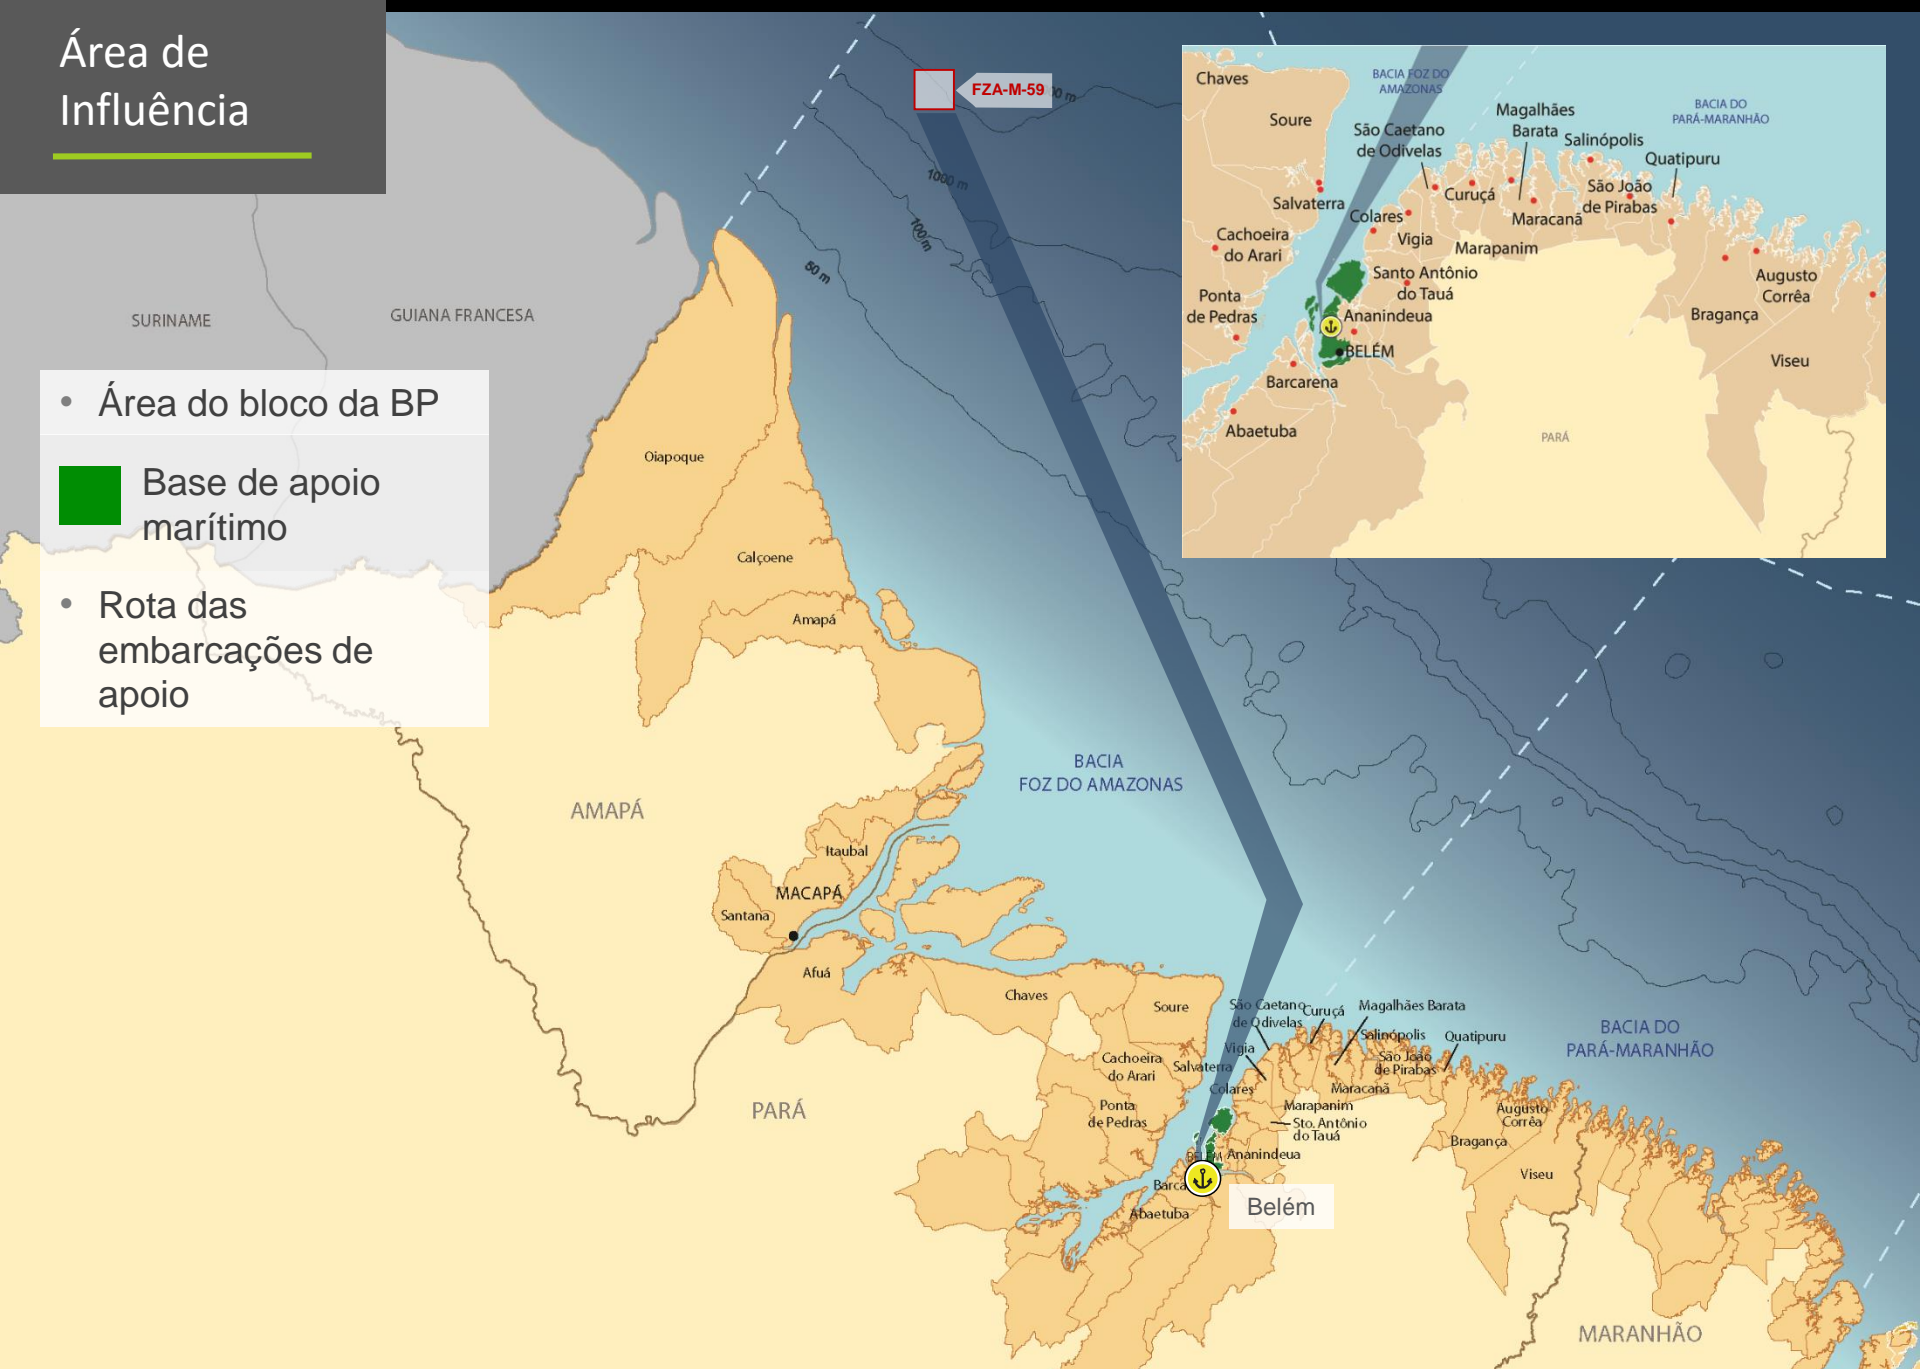 Área de
Influência
SURINAME
GUIANA FRANCESA
• Área do bloco da BP
Base de apoio
marítimo
• Rota das
embarcações de
apoio
FZA-M-59
1000 m
100 m
50 m
Oiapoque
Calçoene
Amapá
AMAPÁ
BACIA
FOZ DO AMAZONAS
Itaubal
MACAPÁ
Santana
Afuá
Chaves
Soure
São Caetano
de Odivelas
Curuçá
Magalhães Barata
Salinópolis
Quatipuru
Vigia
São João
de Pirabas
Cachoeira
do Arari
Salvaterra
Colares
Maracanã
Ponta
de Pedras
Marapanim
Sto. Antônio
do Tauá
Augusto
Corrêa
Bragança
Viseu
BELÉM
Ananindeua
Barca
Abaetuba
Belém
PARÁ
BACIA DO
PARÁ-MARANHÃO
MARANHÃO
Chaves
BACIA FOZ DO
AMAZONAS
BACIA DO
PARÁ-MARANHÃO
Soure
São Caetano
de Odivelas
Magalhães
Barata
Salinópolis
Quatipuru
Salvaterra
Colares
Curuçá
São João
de Pirabas
Maracanã
Cachoeira
do Arari
Vigia
Marapanim
Santo Antônio
do Tauá
Augusto
Corrêa
Ponta
de Pedras
Ananindeua
Bragança
BELÉM
Viseu
Barcarena
Abaetuba
PARÁ